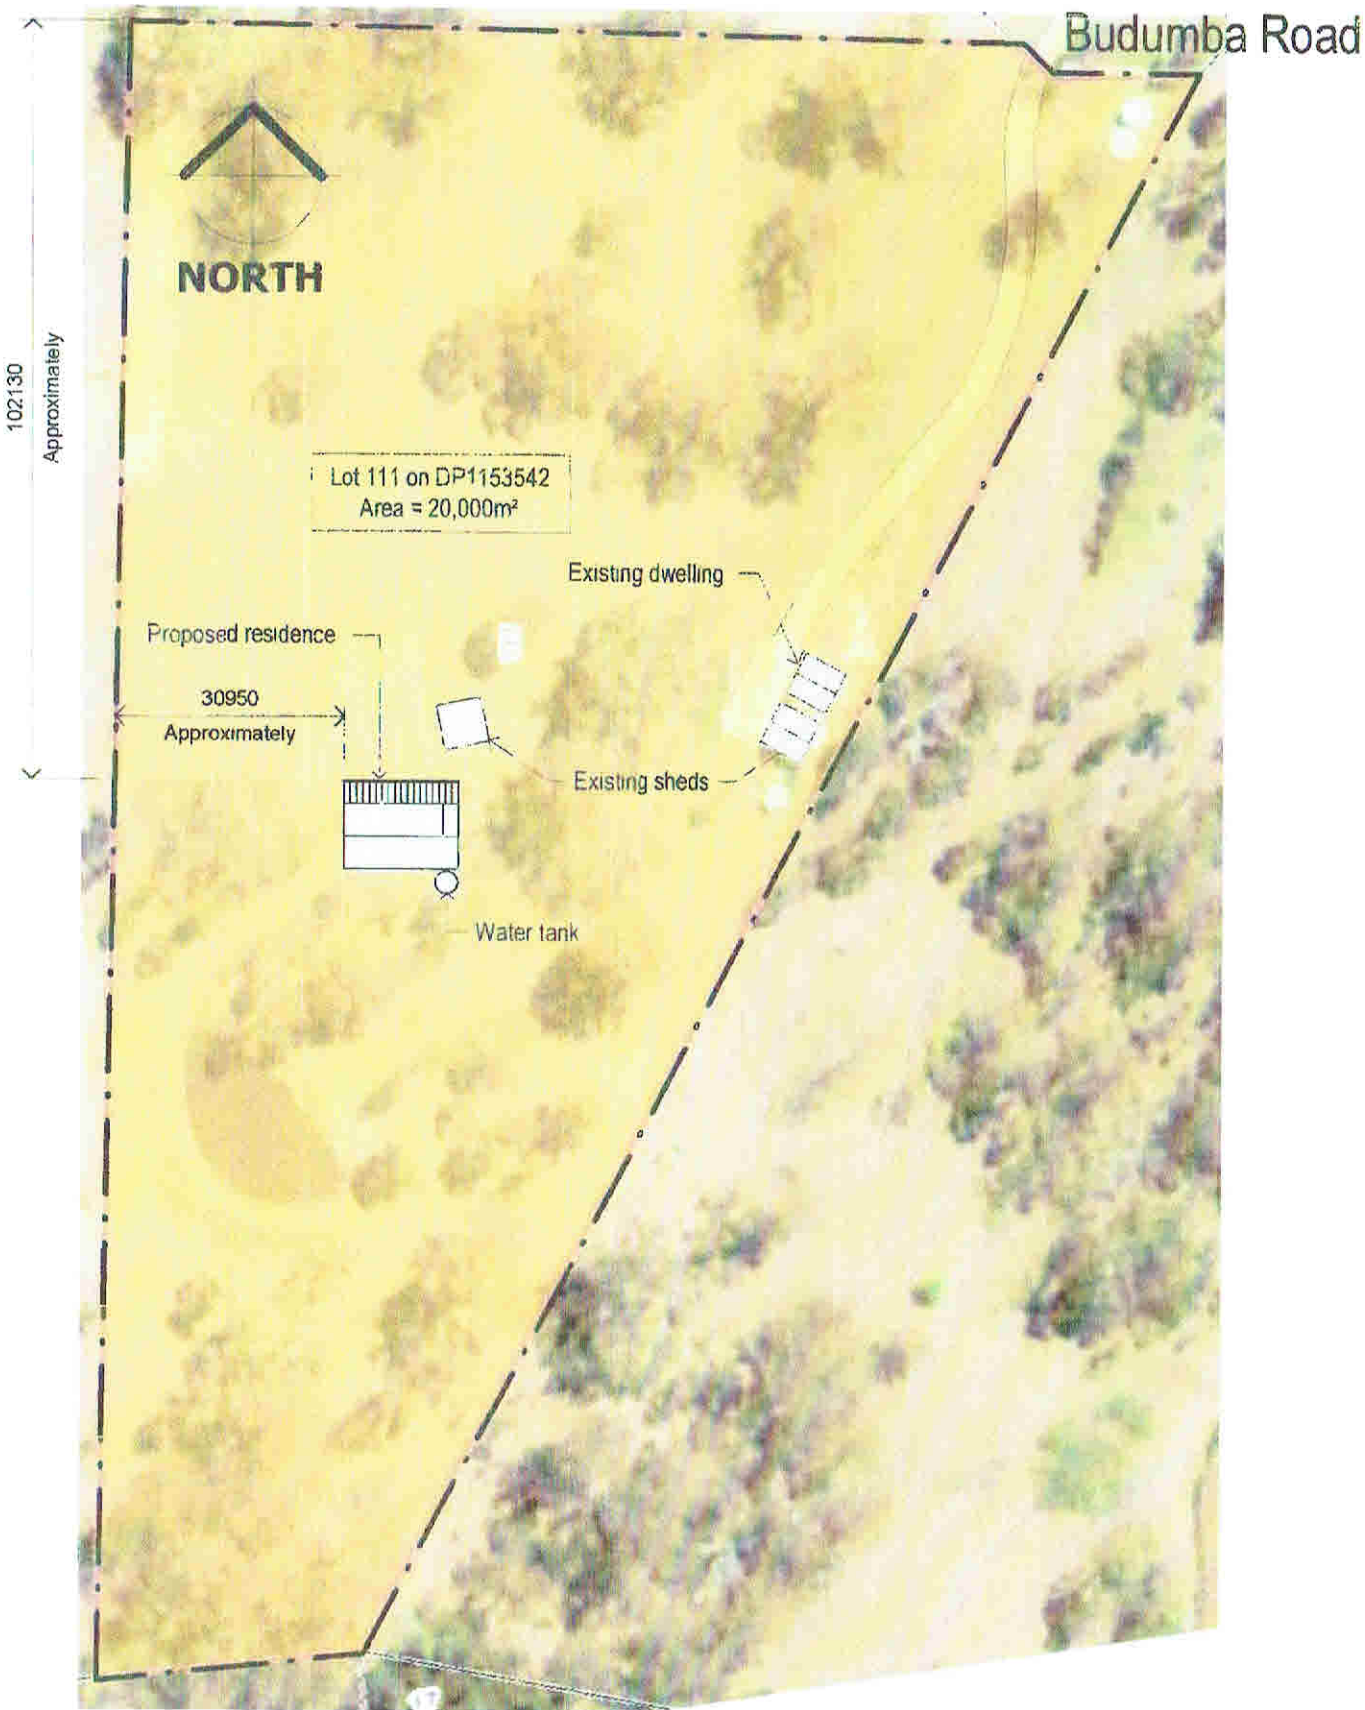 Budumba Road
NORTH
102130
Approximately
Lot 111 on DP1153542
Area = 20,000m²
Existing dwelling
Proposed residence
30950
Approximately
Existing sheds
Water tank